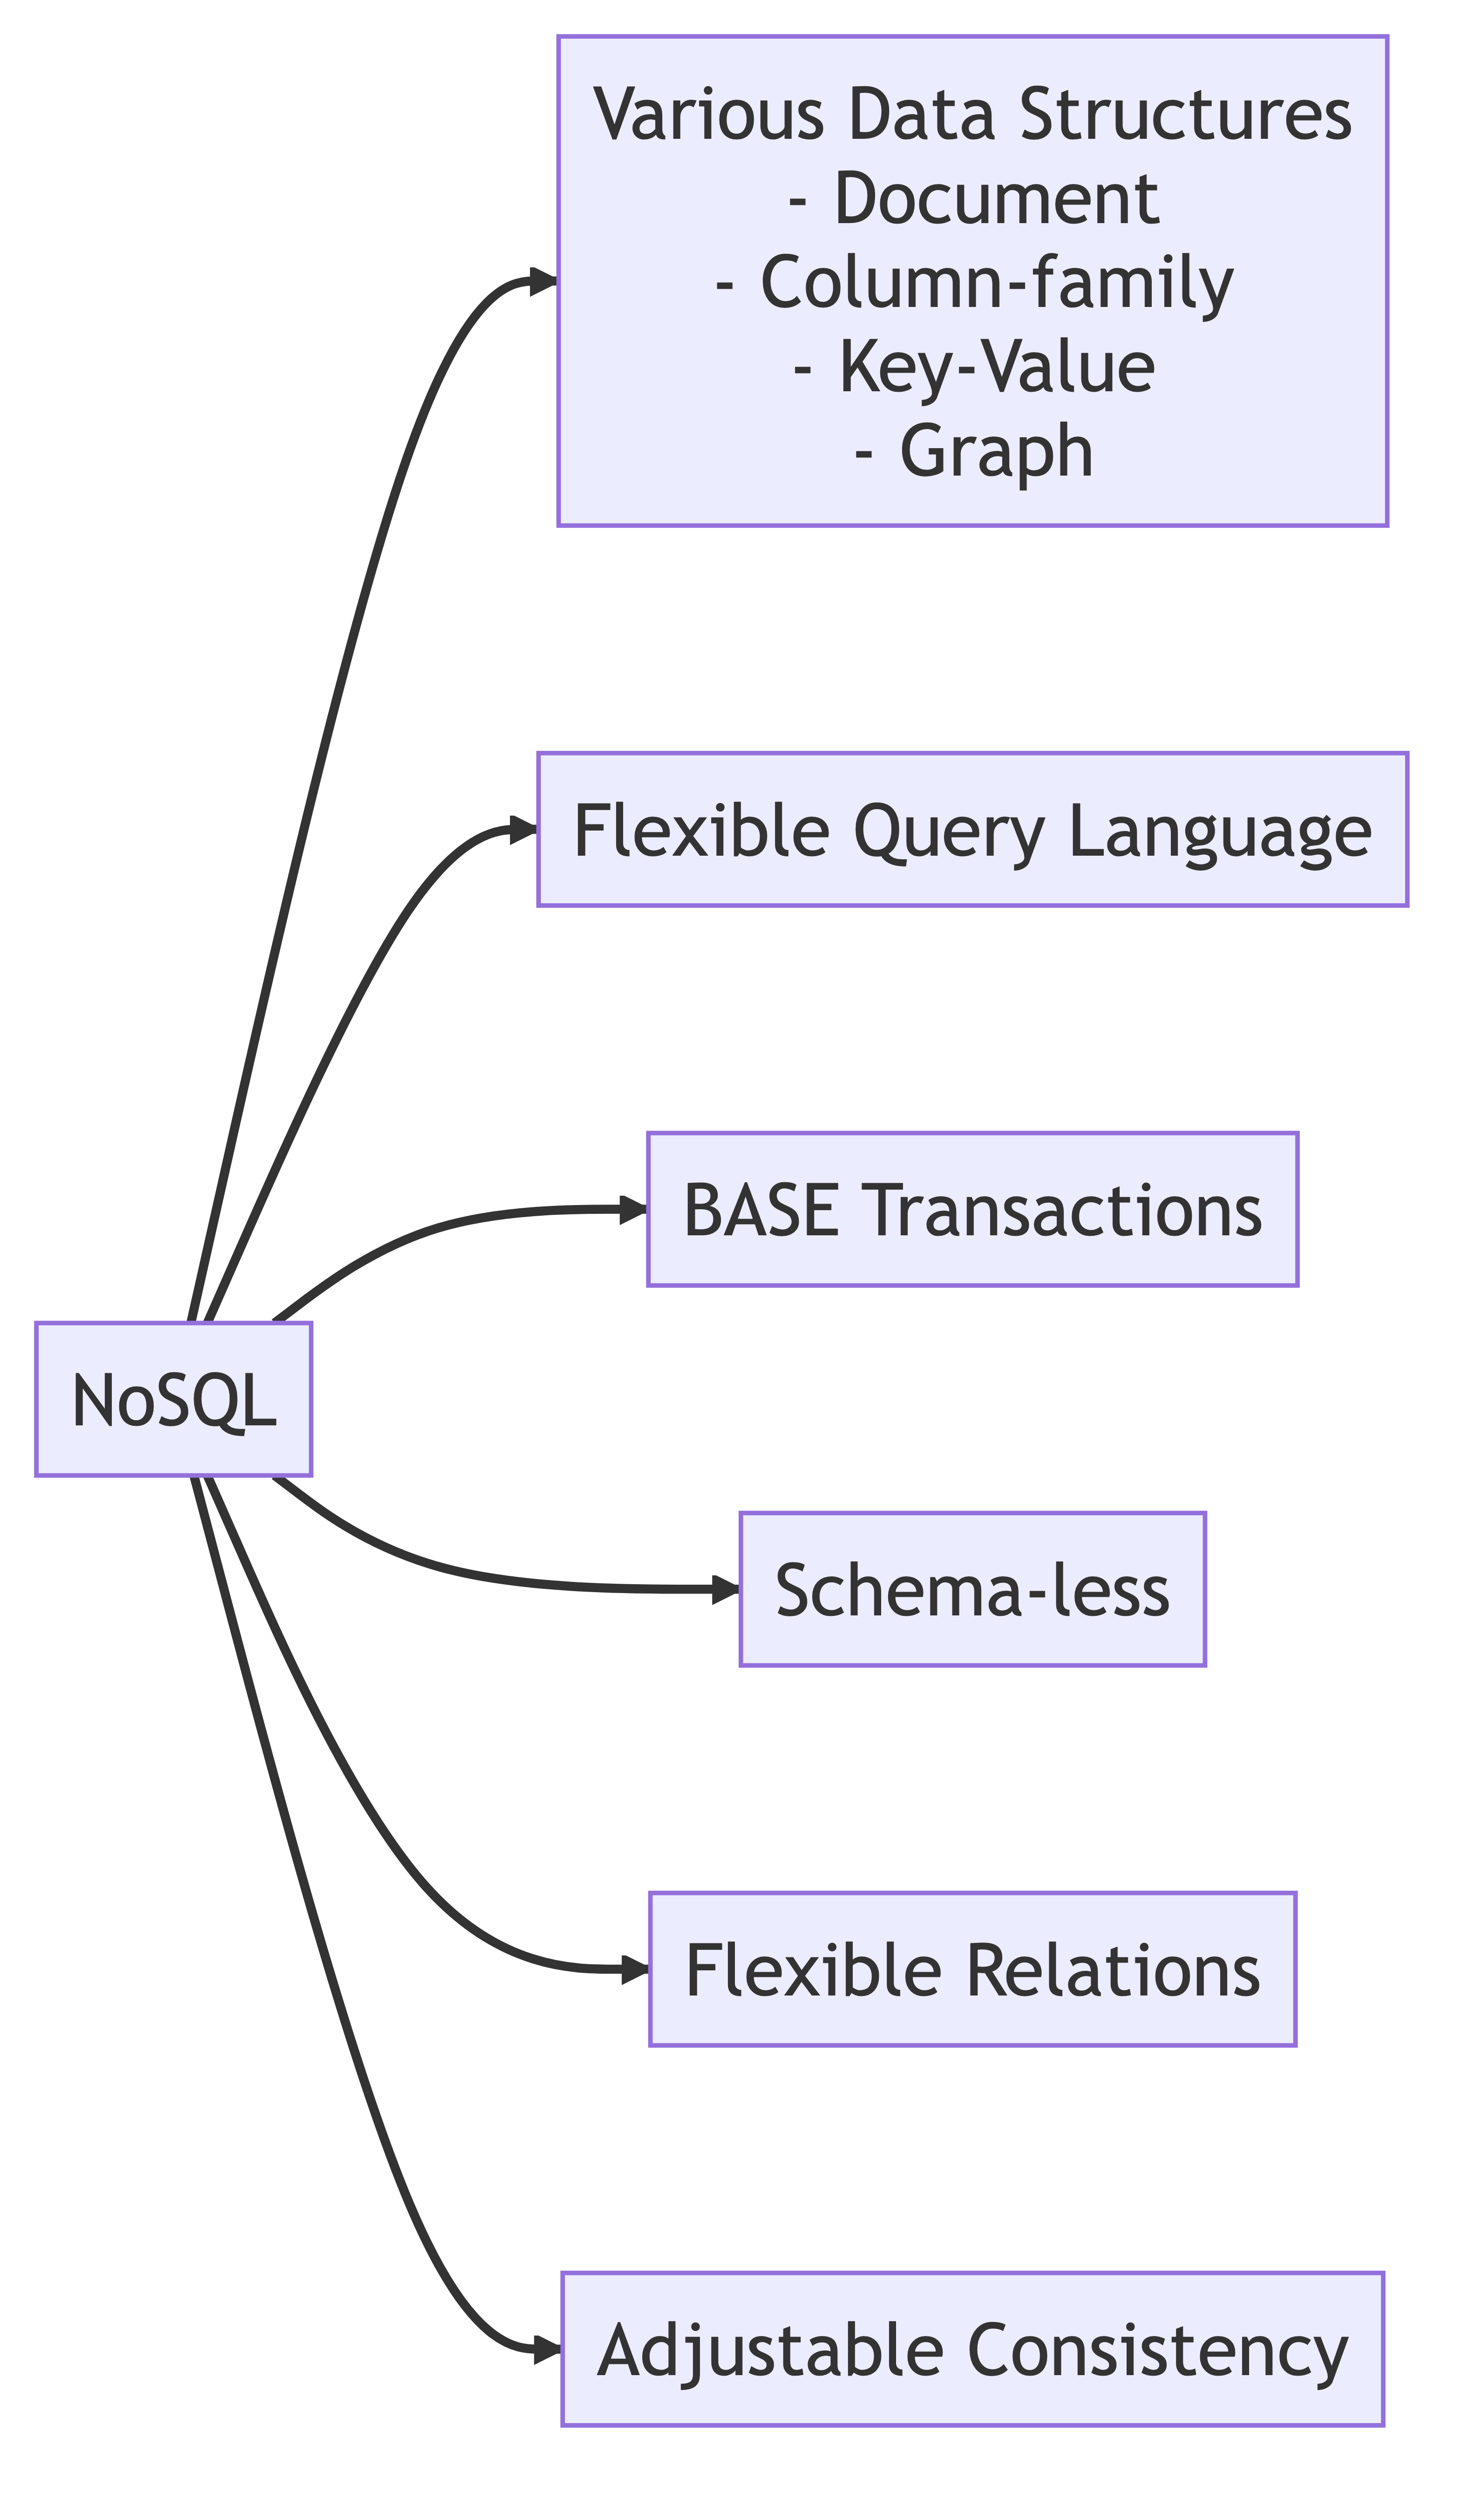 Various Data Structures
- Document
- Column-family
- Key-Value
- Graph
Flexible Query Language
BASE Transactions
NoSQL
Schema-less
Flexible Relations
Adjustable Consistency